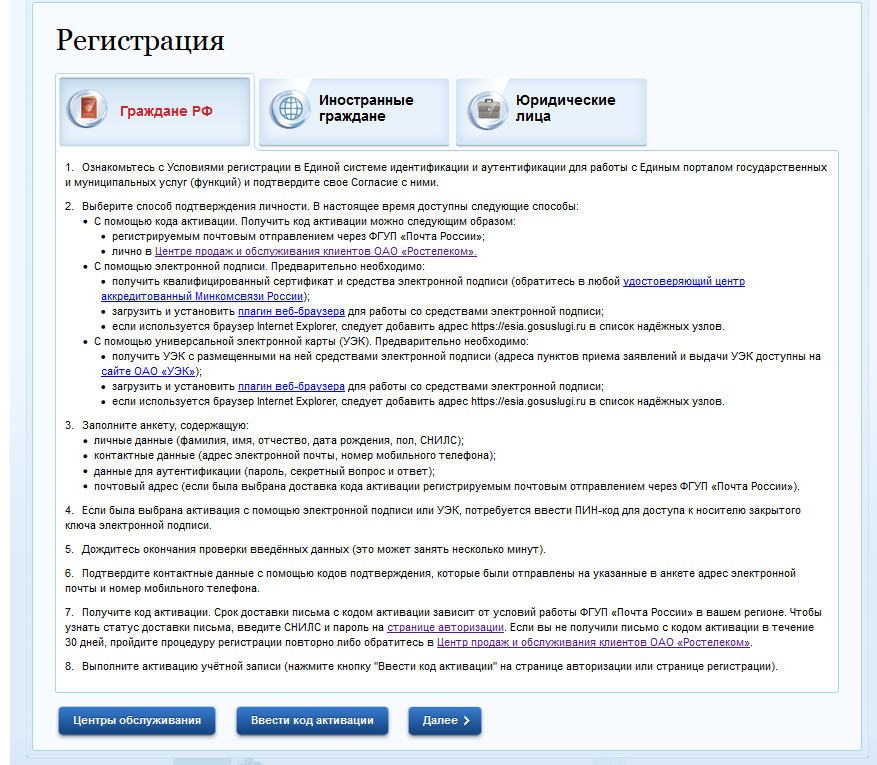 Регистрация
Граждане РФ
Иностранные
граждане
Юридические
лица
1. Ознакомьтесь с Условиями регистрации в Единой системе идентификации и аутентификации для работы с Единым порталом государственных
и муниципальных услуг (функций) и подтвердите свое Согласие с ними.
2. Выберите способ подтверждения личности. В настоящее время доступны следующие способы:
• С помощью кода активации. Получить код активации можно следующим образом:
• регистрируемым почтовым отправлением через ФГУП «Почта России»;
• лично в Центре продаж и обслуживания клиентов ОАО «Ростелеком».
• С помощью электронной подписи. Предварительно необходимо:
• получить квалифицированный сертификат и средства электронной подписи (обратитесь в любой удостоверяющий центр
аккредитованный Минкомсвязи России);
• загрузить и установить плагин веб-браузера для работы со средствами электронной подписи;
• если используется браузер Internet Explorer, следует добавить адрес https://esia.gosuslugi.ru в список надёжных узлов.
• С помощью универсальной электронной карты (УЭК). Предварительно необходимо:
• получить УЭК с размещенными на ней средствами электронной подписи (адреса пунктов приема заявлений и выдачи УЭК доступны на
сайте ОАО «УЭК»);
• загрузить и установить плагин веб-браузера для работы со средствами электронной подписи;
• если используется браузер Internet Explorer, следует добавить адрес https://esia.gosuslugi.ru в список надёжных узлов.
3. Заполните анкету, содержащую:
• личные данные (фамилия, имя, отчество, дата рождения, пол, СНИЛС);
• контактные данные (адрес электронной почты, номер мобильного телефона);
• данные для аутентификации (пароль, секретный вопрос и ответ);
• почтовый адрес (если была выбрана доставка кода активации регистрируемым почтовым отправлением через ФГУП «Почта России»).
4. Если была выбрана активация с помощью электронной подписи или УЭК, потребуется ввести ПИН-код для доступа к носителю закрытого
ключа электронной подписи.
5. Дождитесь окончания проверки введённых данных (это может занять несколько минут).
6. Подтвердите контактные данные с помощью кодов подтверждения, которые были отправлены на указанные в анкете адрес электронной
почты и номер мобильного телефона.
7. Получите код активации. Срок доставки письма с кодом активации зависит от условий работы ФГУП «Почта России» в вашем регионе. Чтобы
узнать статус доставки письма, введите СНИЛС и пароль на странице авторизации. Если вы не получили письмо с кодом активации в течение
30 дней, пройдите процедуру регистрации повторно либо обратитесь в Центр продаж и обслуживания клиентов ОАО «Ростелеком».
8. Выполните активацию учётной записи (нажмите кнопку "Ввести код активации" на странице авторизации или странице регистрации).
Центры обслуживания
Ввести код активации
Далее